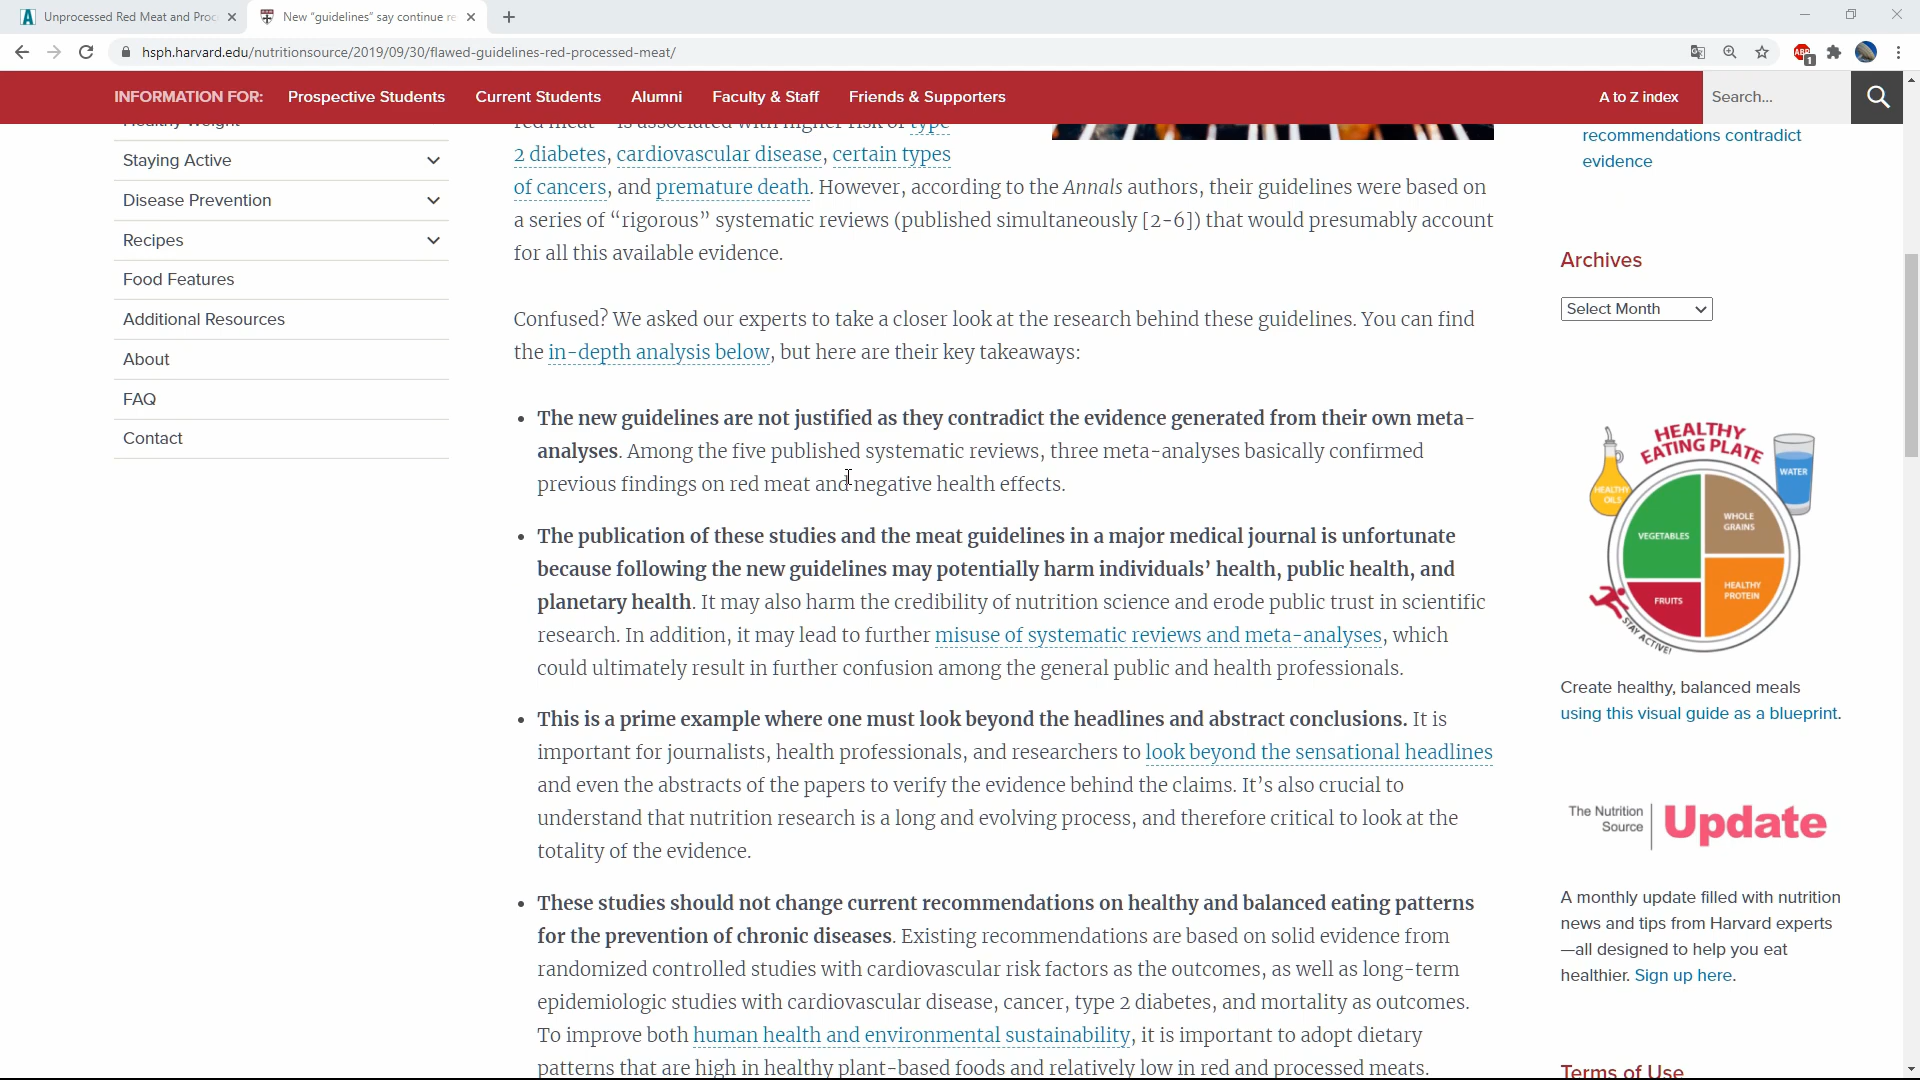 Unprocessed Red Meat and Proc
New “guidelines” say continue re
hsph.harvard.edu/nutritionsource/2019/09/30/flawed-guidelines-red-processed-meat/
ABP
1
INFORMATION FOR:
Prospective Students
Current Students
Alumni
Faculty & Staff
Friends & Supporters
A to Z index
Search...
Healthy Weight
Staying Active
Disease Prevention
Recipes
Food Features
Additional Resources
About
FAQ
Contact
red meat—is associated with higher risk of type
2 diabetes, cardiovascular disease, certain types
of cancers, and premature death. However, according to the Annals authors, their guidelines were based on
a series of “rigorous” systematic reviews (published simultaneously [2-6]) that would presumably account
for all this available evidence.
Confused? We asked our experts to take a closer look at the research behind these guidelines. You can find
the in-depth analysis below, but here are their key takeaways:
• The new guidelines are not justified as they contradict the evidence generated from their own meta-
analyses. Among the five published systematic reviews, three meta-analyses basically confirmed
previous findings on red meat and negative health effects.
• The publication of these studies and the meat guidelines in a major medical journal is unfortunate
because following the new guidelines may potentially harm individuals’ health, public health, and
planetary health. It may also harm the credibility of nutrition science and erode public trust in scientific
research. In addition, it may lead to further misuse of systematic reviews and meta-analyses, which
could ultimately result in further confusion among the general public and health professionals.
• This is a prime example where one must look beyond the headlines and abstract conclusions. It is
important for journalists, health professionals, and researchers to look beyond the sensational headlines
and even the abstracts of the papers to verify the evidence behind the claims. It’s also crucial to
understand that nutrition research is a long and evolving process, and therefore critical to look at the
totality of the evidence.
• These studies should not change current recommendations on healthy and balanced eating patterns
for the prevention of chronic diseases. Existing recommendations are based on solid evidence from
randomized controlled studies with cardiovascular risk factors as the outcomes, as well as long-term
epidemiologic studies with cardiovascular disease, cancer, type 2 diabetes, and mortality as outcomes.
To improve both human health and environmental sustainability, it is important to adopt dietary
patterns that are high in healthy plant-based foods and relatively low in red and processed meats.
recommendations contradict
evidence
Archives
Select Month
HEALTHY
EATING PLATE
HEALTHY
OILS
WATER
VEGETABLES
WHOLE
GRAINS
FRUITS
HEALTHY
PROTEIN
STAY ACTIVE!
Create healthy, balanced meals
using this visual guide as a blueprint.
The Nutrition
Source
Update
A monthly update filled with nutrition
news and tips from Harvard experts
—all designed to help you eat
healthier. Sign up here.
Terms of Use